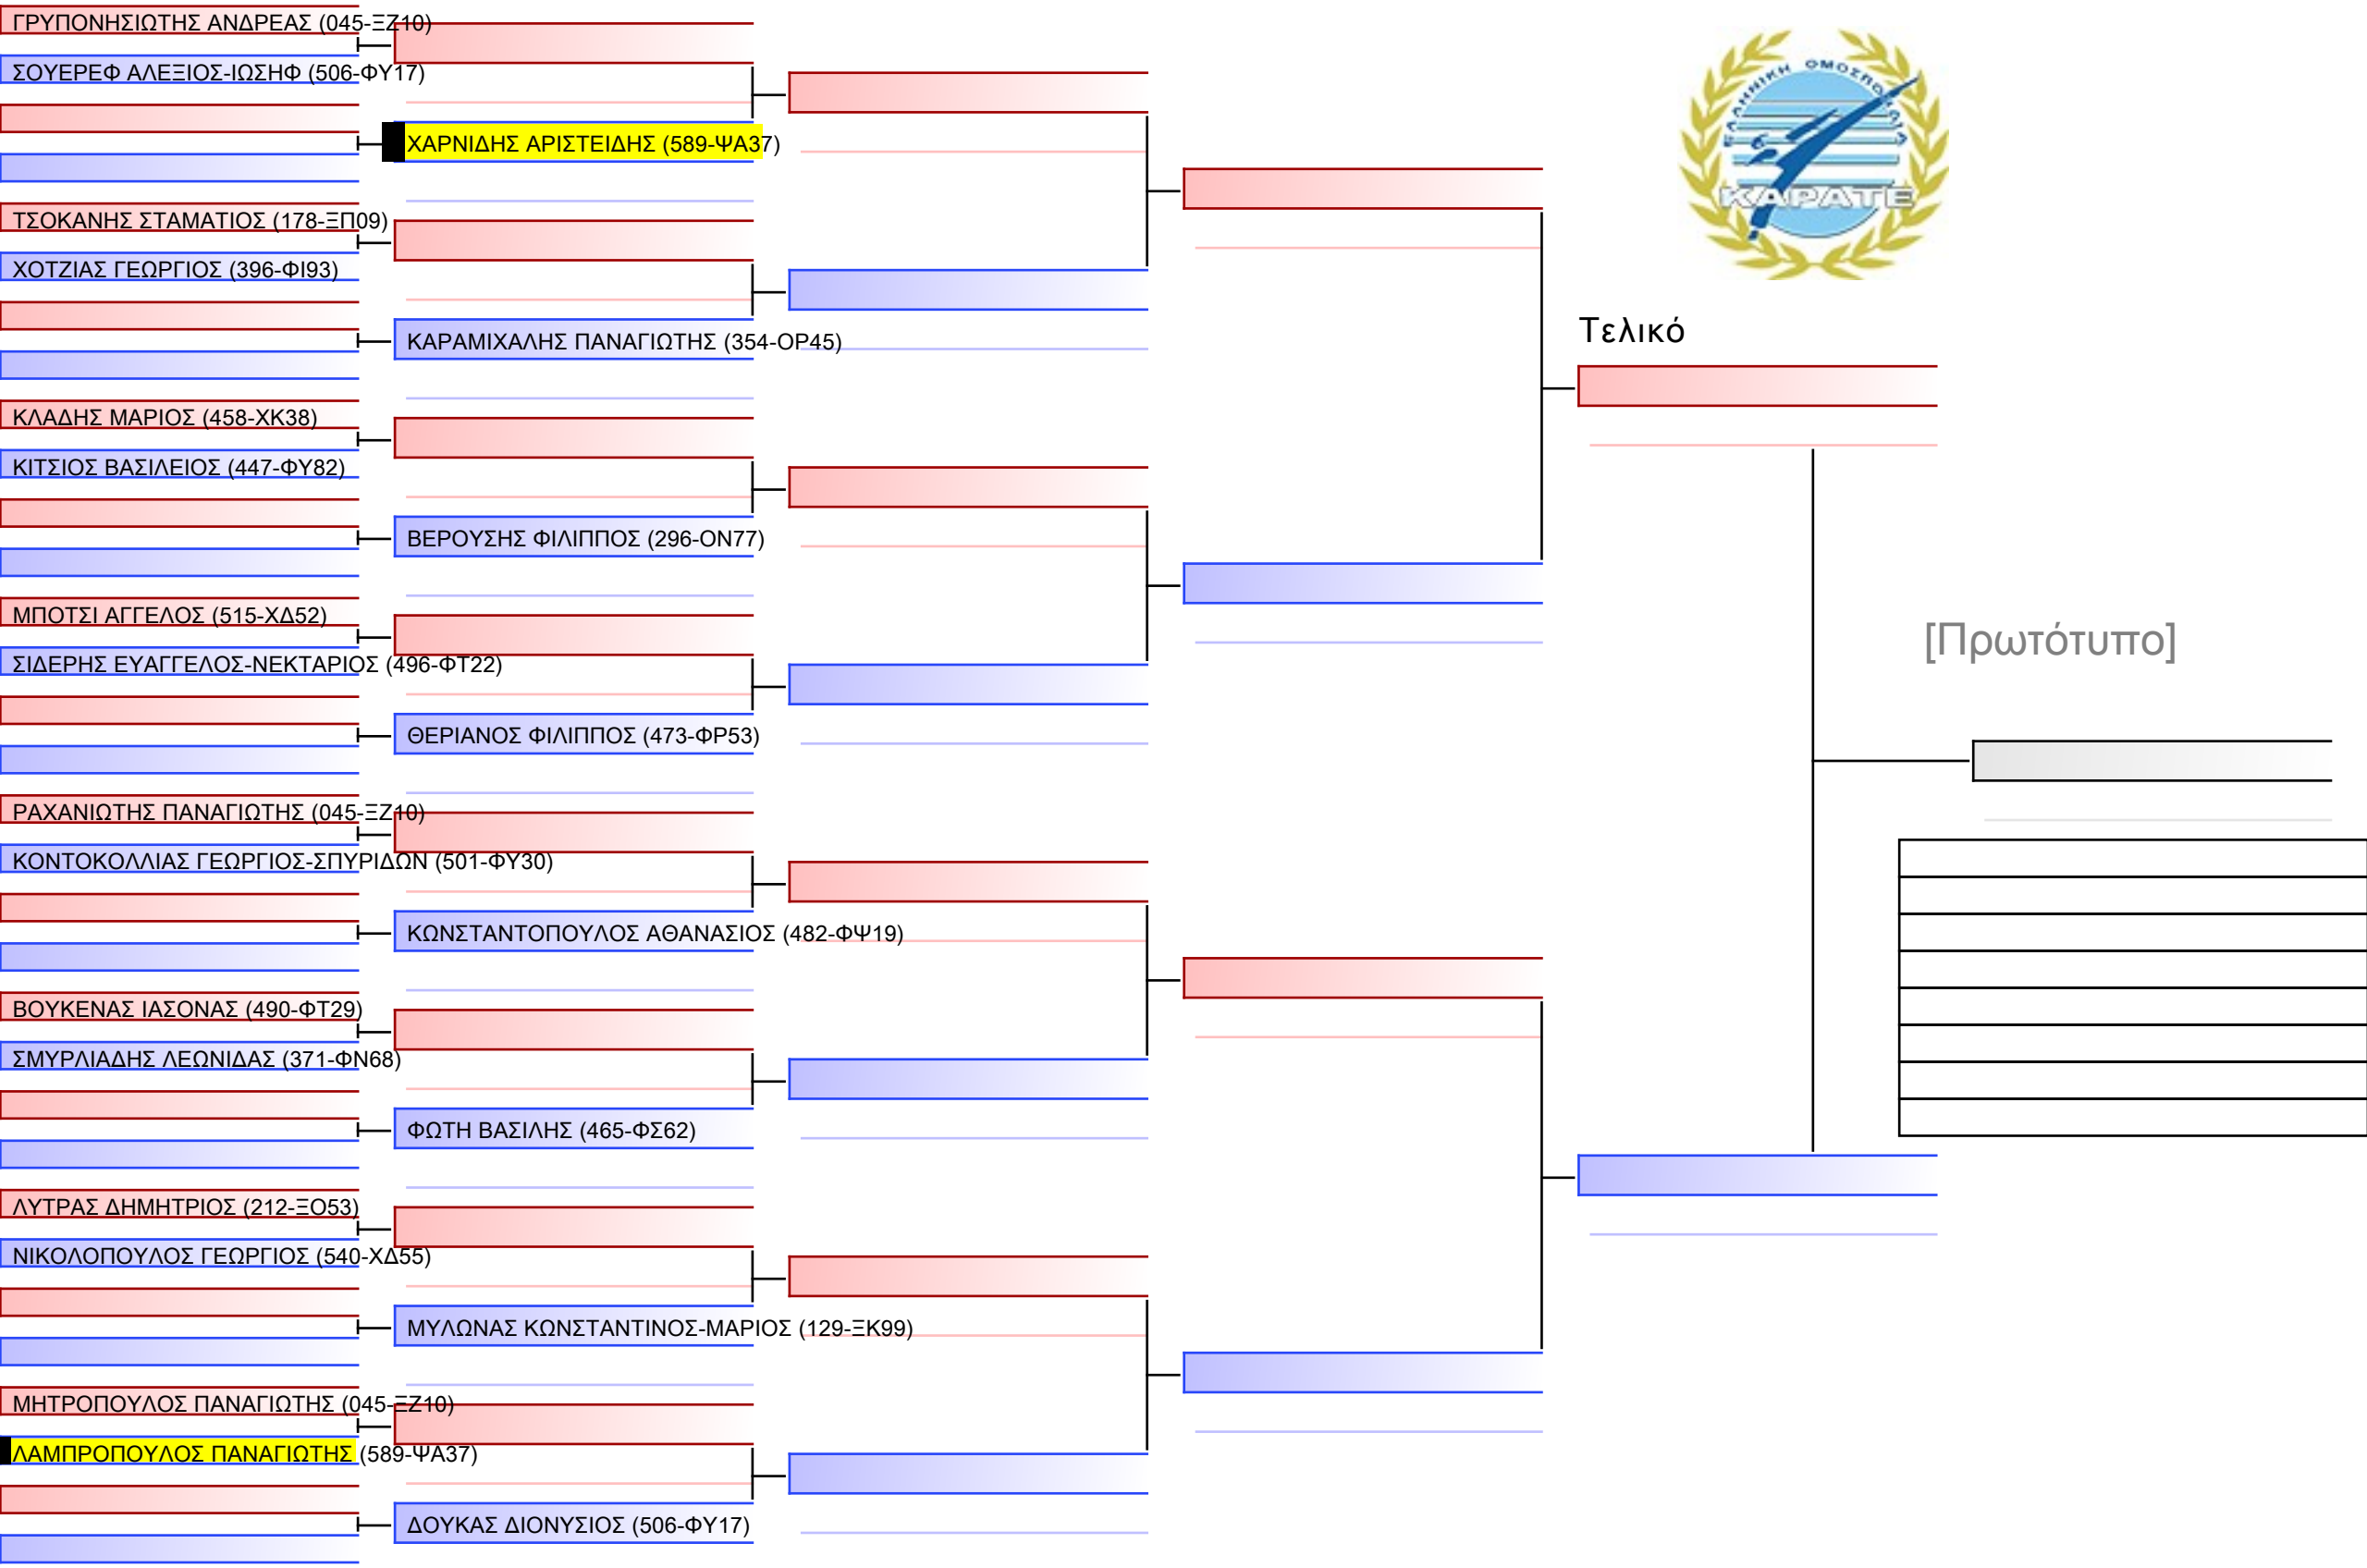 ΓΡΥΠΟΝΗΣΙΩΤΗΣ ΑΝΔΡΕΑΣ (045-ΞΖ10)
ΣΟΥΕΡΕΦ ΑΛΕΞΙΟΣ-ΙΩΣΗΦ (506-ΦΥ17)
ΧΑΡΝΙΔΗΣ ΑΡΙΣΤΕΙΔΗΣ (589-ΨΑ37)
ΤΣΟΚΑΝΗΣ ΣΤΑΜΑΤΙΟΣ (178-ΞΠ09)
ΧΟΤΖΙΑΣ ΓΕΩΡΓΙΟΣ (396-ΦΙ93)
ΚΑΡΑΜΙΧΑΛΗΣ ΠΑΝΑΓΙΩΤΗΣ (354-ΟΡ45)
ΚΛΑΔΗΣ ΜΑΡΙΟΣ (458-ΧΚ38)
ΚΙΤΣΙΟΣ ΒΑΣΙΛΕΙΟΣ (447-ΦΥ82)
ΒΕΡΟΥΣΗΣ ΦΙΛΙΠΠΟΣ (296-ΟΝ77)
ΜΠΟΤΣΙ ΑΓΓΕΛΟΣ (515-ΧΔ52)
ΣΙΔΕΡΗΣ ΕΥΑΓΓΕΛΟΣ-ΝΕΚΤΑΡΙΟΣ (496-ΦΤ22)
ΘΕΡΙΑΝΟΣ ΦΙΛΙΠΠΟΣ (473-ΦΡ53)
ΡΑΧΑΝΙΩΤΗΣ ΠΑΝΑΓΙΩΤΗΣ (045-ΞΖ10)
ΚΟΝΤΟΚΟΛΛΙΑΣ ΓΕΩΡΓΙΟΣ-ΣΠΥΡΙΔΩΝ (501-ΦΥ30)
ΚΩΝΣΤΑΝΤΟΠΟΥΛΟΣ ΑΘΑΝΑΣΙΟΣ (482-ΦΨ19)
ΒΟΥΚΕΝΑΣ ΙΑΣΟΝΑΣ (490-ΦΤ29)
ΣΜΥΡΛΙΑΔΗΣ ΛΕΩΝΙΔΑΣ (371-ΦΝ68)
ΦΩΤΗ ΒΑΣΙΛΗΣ (465-ΦΣ62)
ΛΥΤΡΑΣ ΔΗΜΗΤΡΙΟΣ (212-ΞΟ53)
ΝΙΚΟΛΟΠΟΥΛΟΣ ΓΕΩΡΓΙΟΣ (540-ΧΔ55)
ΜΥΛΩΝΑΣ ΚΩΝΣΤΑΝΤΙΝΟΣ-ΜΑΡΙΟΣ (129-ΞΚ99)
ΜΗΤΡΟΠΟΥΛΟΣ ΠΑΝΑΓΙΩΤΗΣ (045-ΞΖ10)
ΛΑΜΠΡΟΠΟΥΛΟΣ ΠΑΝΑΓΙΩΤΗΣ (589-ΨΑ37)
ΔΟΥΚΑΣ ΔΙΟΝΥΣΙΟΣ (506-ΦΥ17)
ΕΛΛΗΝΙΚΗ ΟΜΟΣΠΟΝΔΙΑ
ΚΑΡΑΤΕ
Τελικό
[Πρωτότυπο]